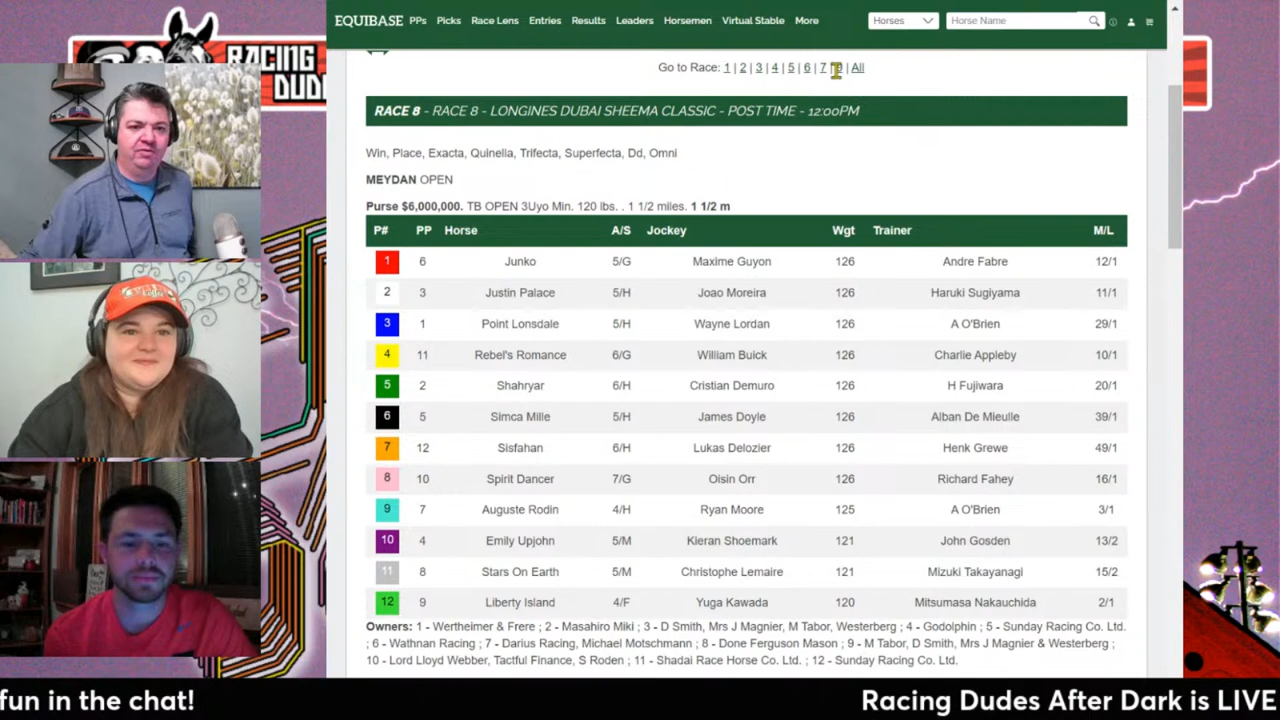 RACING
DUDE
EQUIBASE PPs Picks Race Lens Entries Results Leaders Horsemen Virtual Stable More Horses Horse Name
Go to Race: 1 | 2 | 3 | 4 | 5 | 6 | 7 | | All
RACE 8 - RACE 8 - LONGINES DUBAI SHEEMA CLASSIC - POST TIME - 12:00PM
Win, Place, Exacta, Quinella, Trifecta, Superfecta, Dd, Omni
MEYDAN OPEN
Purse $6,000,000. TB OPEN 3Uyo Min. 120 lbs. . 1 1/2 miles. 1 1/2 m
P# PP Horse A/S Jockey Wgt Trainer M/L
1 6 Junko 5/G Maxime Guyon 126 Andre Fabre 12/1
2 3 Justin Palace 5/H Joao Moreira 126 Haruki Sugiyama 11/1
3 1 Point Lonsdale 5/H Wayne Lordan 126 A O'Brien 29/1
4 11 Rebel's Romance 6/G William Buick 126 Charlie Appleby 10/1
5 2 Shahryar 6/H Cristian Demuro 126 H Fujiwara 20/1
6 5 Simca Mille 5/H James Doyle 126 Alban De Mieulle 39/1
7 12 Sisfahan 6/H Lukas Delozier 126 Henk Grewe 49/1
8 10 Spirit Dancer 7/G Oisin Orr 126 Richard Fahey 16/1
9 7 Auguste Rodin 4/H Ryan Moore 125 A O'Brien 3/1
10 4 Emily Upjohn 5/M Kieran Shoemark 121 John Gosden 13/2
11 8 Stars On Earth 5/M Christophe Lemaire 121 Mizuki Takayanagi 15/2
12 9 Liberty Island 4/F Yuga Kawada 120 Mitsumasa Nakauchida 2/1
Owners: 1 - Wertheimer & Frere ; 2 - Masahiro Miki ; 3 - D Smith, Mrs J Magnier, M Tabor, Westerberg ; 4 - Godolphin ; 5 - Sunday Racing Co. Ltd.
; 6 - Wathnan Racing ; 7 - Darius Racing, Michael Motschmann ; 8 - Done Ferguson Mason ; 9 - M Tabor, D Smith, Mrs J Magnier & Westerberg ;
10 - Lord Lloyd Webber, Tactful Finance, S Roden ; 11 - Shadai Race Horse Co. Ltd. ; 12 - Sunday Racing Co. Ltd.
fun in the chat! Racing Dudes After Dark is LIVE